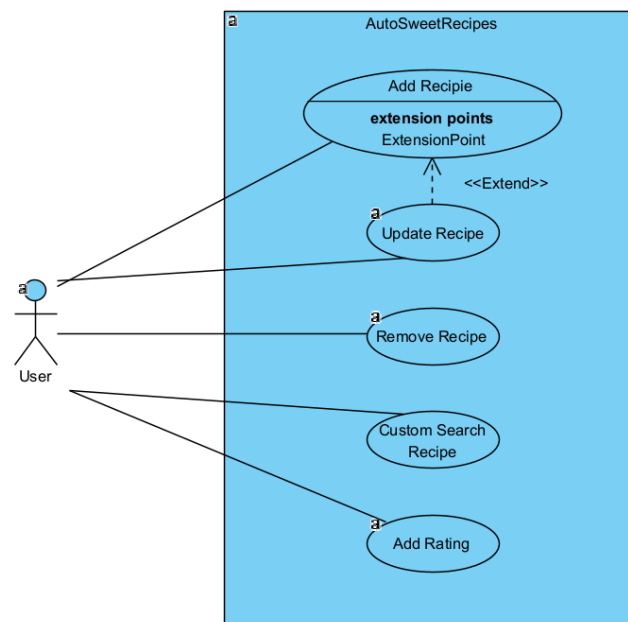 a
AutoSweetRecipes
Add Recipie
extension points
ExtensionPoint
<<Extend>>
a
Update Recipe
a
User
a
Remove Recipe
Custom Search
Recipe
a
Add Rating